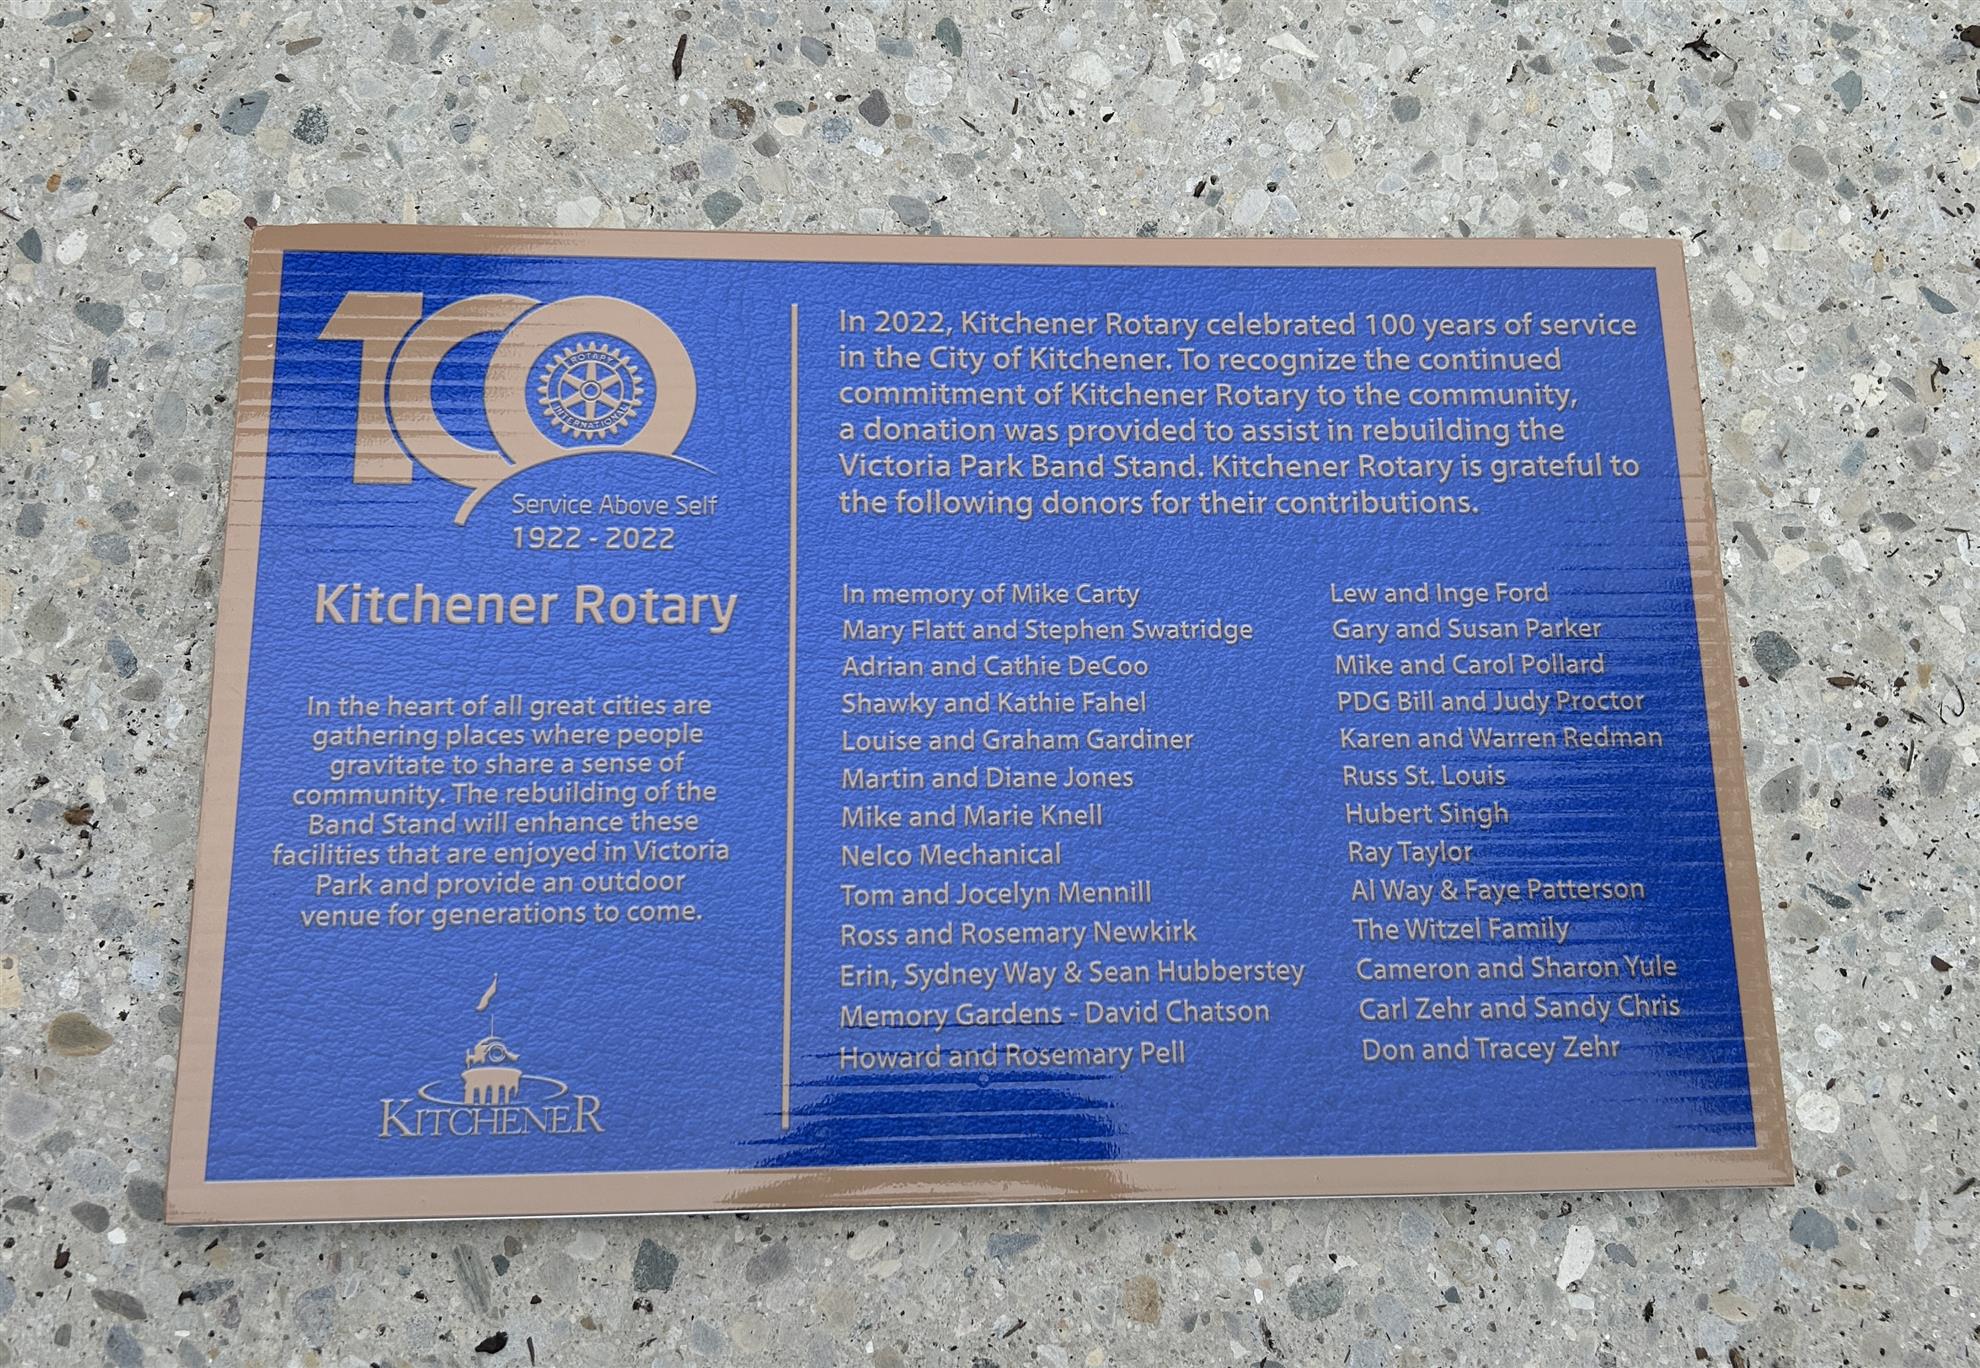 100
ROTARY
INTERNATIONAL
Service Above Self
1922 - 2022
Kitchener Rotary
In the heart of all great cities are
gathering places where people
gravitate to share a sense of
community. The rebuilding of the
Band Stand will enhance these
facilities that are enjoyed in Victoria
Park and provide an outdoor
venue for generations to come.
KITCHENER
In 2022, Kitchener Rotary celebrated 100 years of service
in the City of Kitchener. To recognize the continued
commitment of Kitchener Rotary to the community,
a donation was provided to assist in rebuilding the
Victoria Park Band Stand. Kitchener Rotary is grateful to
the following donors for their contributions.
In memory of Mike Carty
Mary Flatt and Stephen Swatridge
Adrian and Cathie DeCoo
Shawky and Kathie Fahel
Louise and Graham Gardiner
Martin and Diane Jones
Mike and Marie Knell
Nelco Mechanical
Tom and Jocelyn Mennill
Ross and Rosemary Newkirk
Erin, Sydney Way & Sean Hubberstey
Memory Gardens - David Chatson
Howard and Rosemary Pell
Lew and Inge Ford
Gary and Susan Parker
Mike and Carol Pollard
PDG Bill and Judy Proctor
Karen and Warren Redman
Russ St. Louis
Hubert Singh
Ray Taylor
Al Way & Faye Patterson
The Witzel Family
Cameron and Sharon Yule
Carl Zehr and Sandy Chris
Don and Tracey Zehr